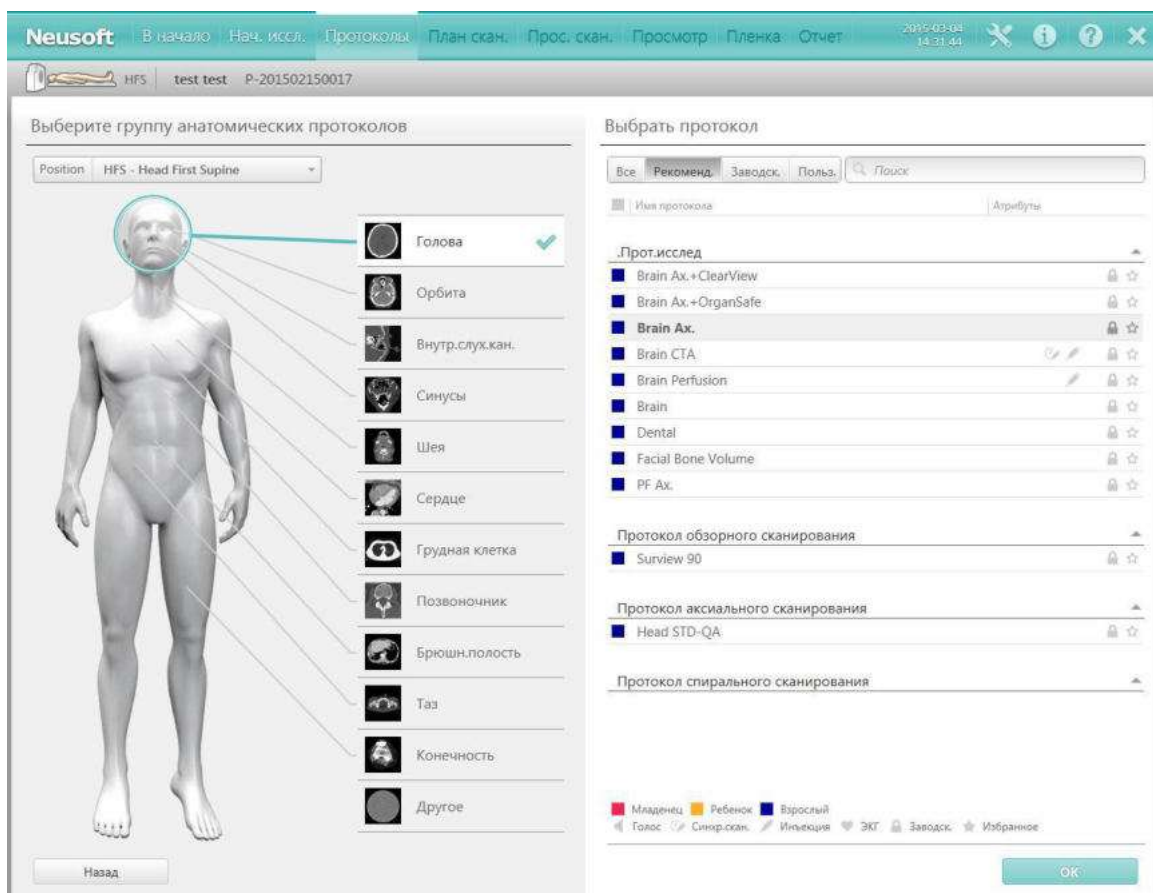 Neusoft В начало Нач. иссл. Протоколы План скан. Прос. скан. Просмотр Пленка Отчет 2015-03-04
14:31:44
HFS test test P-201502150017
Выберите группу анатомических протоколов
Position HFS - Head First Supine
Голова
Орбита
Внутр.слух.кан.
Синусы
Шея
Сердце
Грудная клетка
Позвоночник
Брюшн.полость
Таз
Конечность
Другое
Назад
Выбрать протокол
Все Рекоменд. Заводск. Польз. Поиск
Имя протокола Атрибуты
.Прот.исслед
Brain Ax.+ClearView
Brain Ax.+OrganSafe
Brain Ax.
Brain CTA
Brain Perfusion
Brain
Dental
Facial Bone Volume
PF Ax.
Протокол обзорного сканирования
Surview 90
Протокол аксиального сканирования
Head STD-QA
Протокол спирального сканирования
Младенец Ребенок Взрослый
Голос Синхр.скан. Инъекция ЭКГ Заводск. Избранное
OK